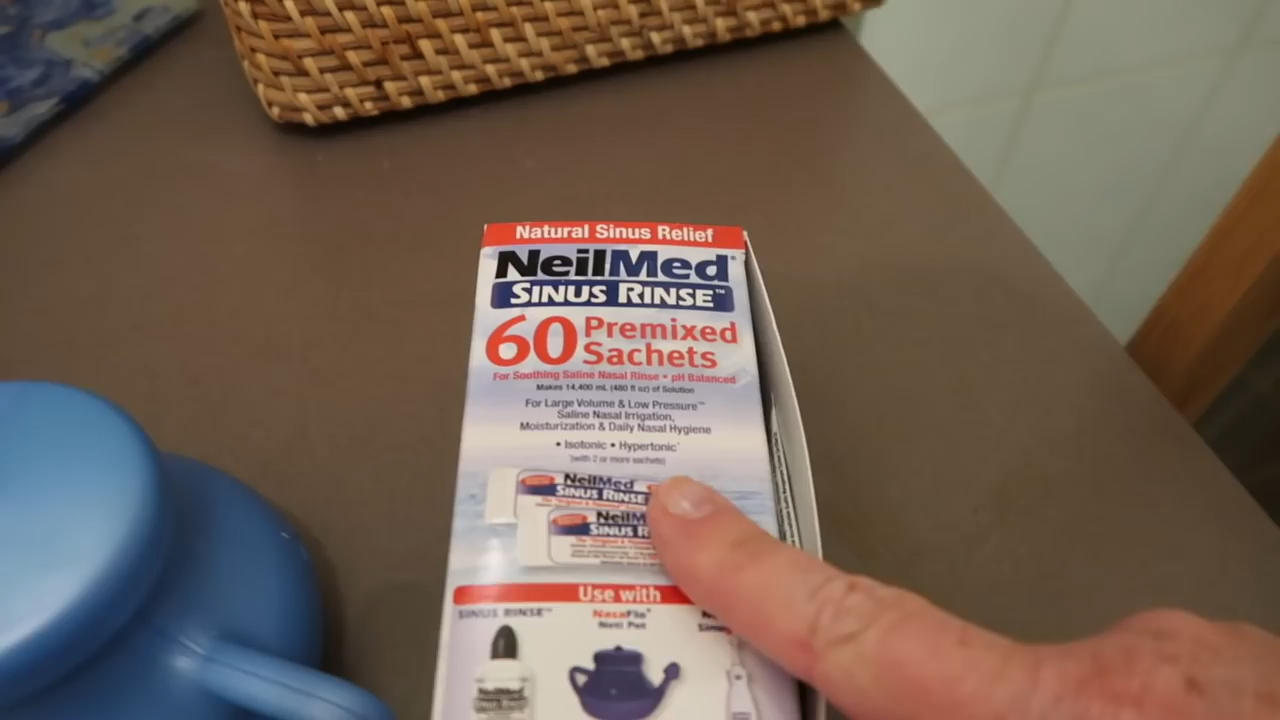 Natural Sinus Relief
NeilMed®
SINUS RINSE™
60 Premixed
Sachets
For Soothing Saline Nasal Rinse • pH Balanced
Makes 14,400 mL (480 fl oz) of Solution
For Large Volume & Low Pressure™
Saline Nasal Irrigation,
Moisturization & Daily Nasal Hygiene
• Isotonic • Hypertonic*
*(with 2 or more sachets)
NeilMed
SINUS RINSE
NeilM
SINUS R
Use with
SINUS RINSE™
NasaFlo®
Neti Pot
NeilMed
SINUS RINSE